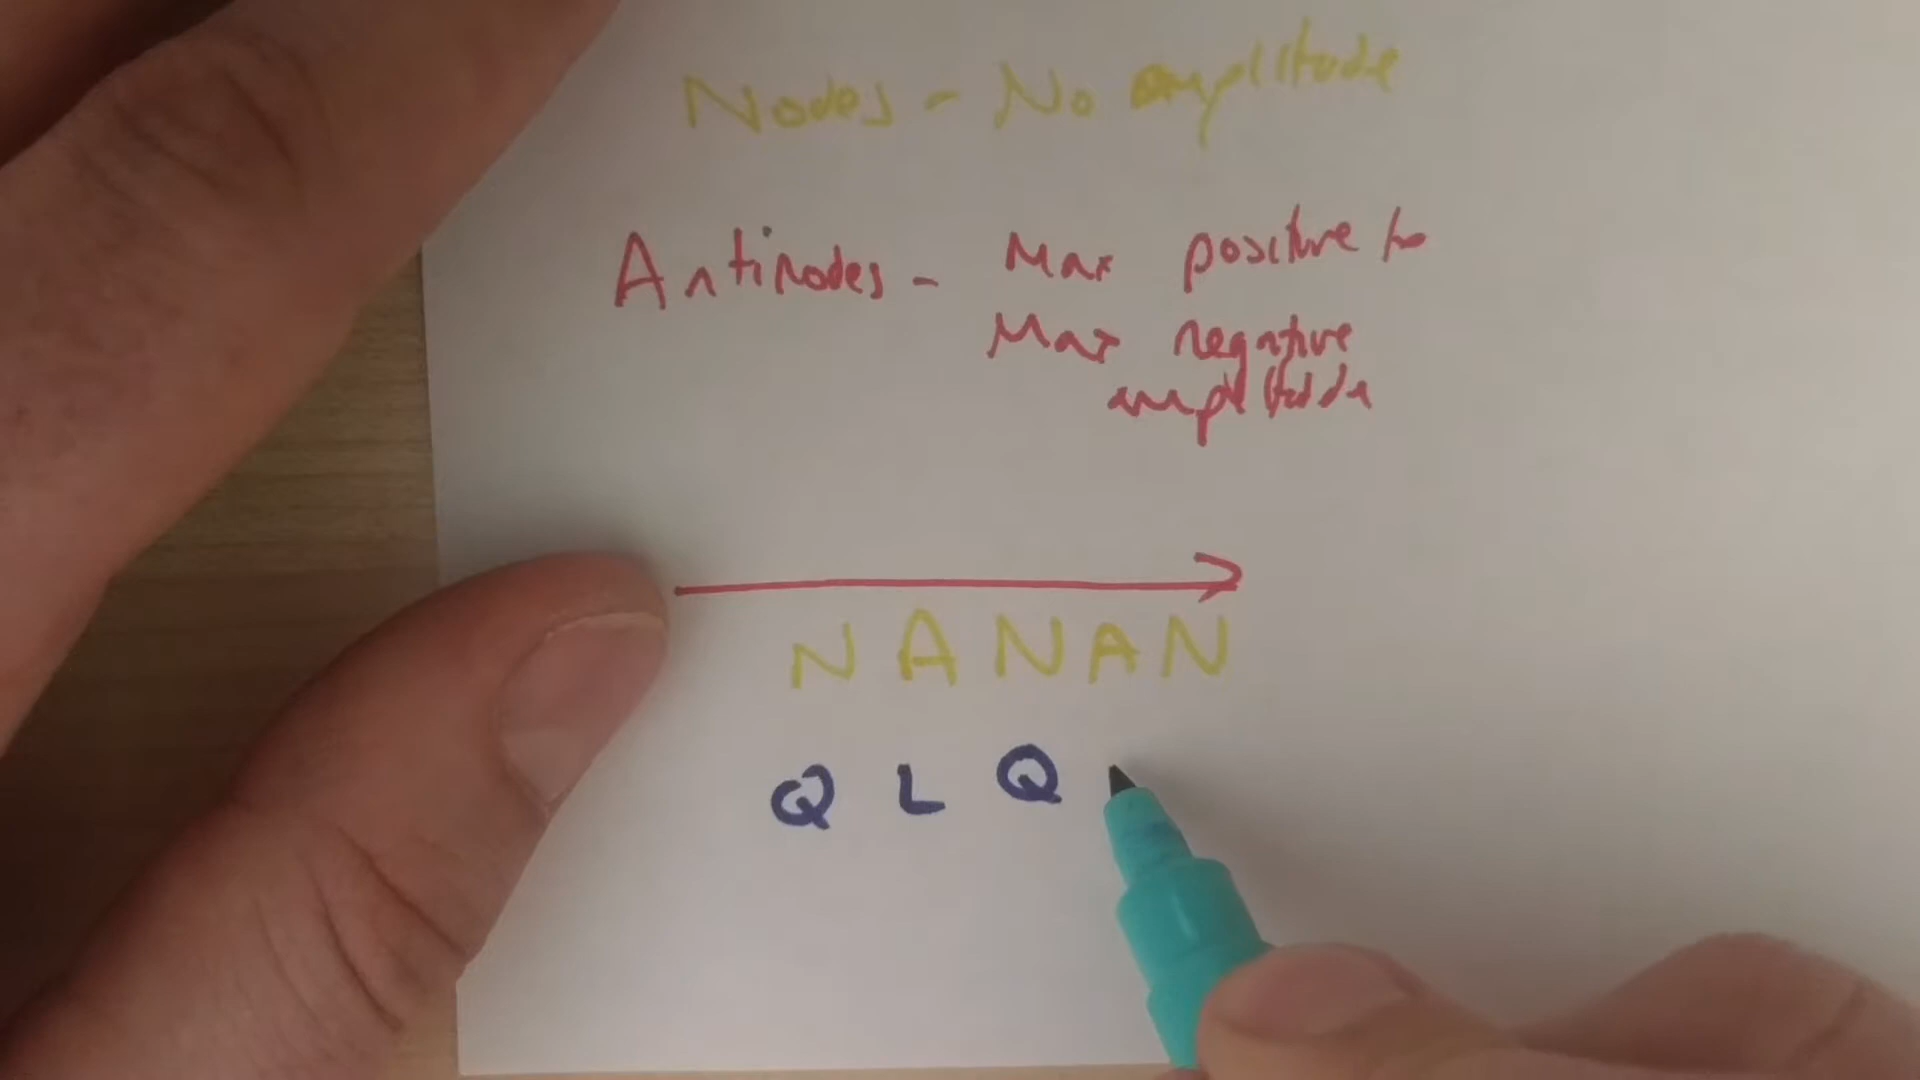 Nodes - No amplitude
Antinodes - Max positive to
Max negative
amplitude
N A N A N
Q L Q